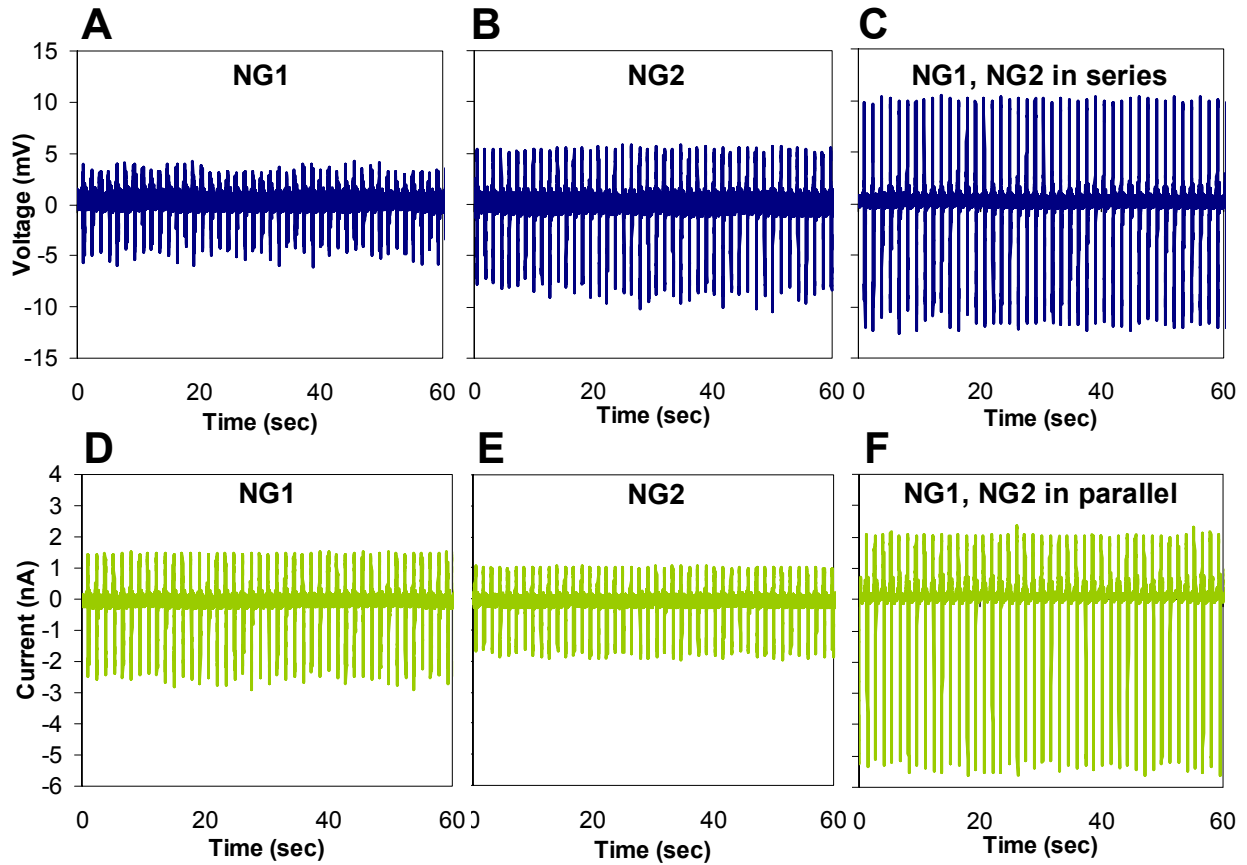 A
B
C
NG1
NG2
NG1, NG2 in series
Voltage (mV)
15
10
5
0
-5
-10
-15
0 20 40 60
0 20 40 60
0 20 40 60
Time (sec)
Time (sec)
Time (sec)
D
E
F
NG1
NG2
NG1, NG2 in parallel
Current (nA)
4
3
2
1
0
-1
-2
-3
-4
-5
-6
0 20 40 60
0 20 40 60
0 20 40 60
Time (sec)
Time (sec)
Time (sec)